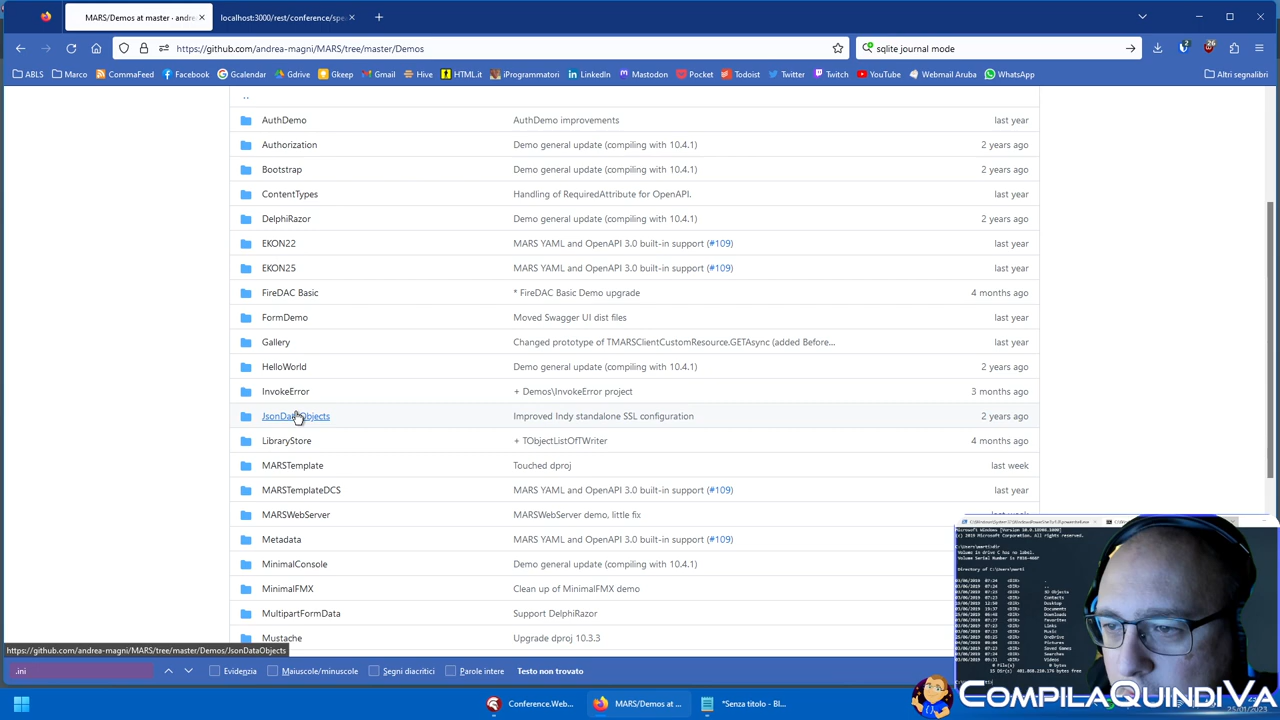 MARS/Demos at master · andre
localhost:3000/rest/conference/spe
https://github.com/andrea-magni/MARS/tree/master/Demos
sqlite journal mode
26
ABLS
Marco
CommaFeed
Facebook
Gcalendar
Gdrive
Gkeep
Gmail
Hive
HTML.it
iProgrammatori
LinkedIn
Mastodon
Pocket
Todoist
Twitter
Twitch
YouTube
Webmail Aruba
WhatsApp
Altri segnalibri
..
AuthDemo AuthDemo improvements last year
Authorization Demo general update (compiling with 10.4.1) 2 years ago
Bootstrap Demo general update (compiling with 10.4.1) last year
ContentTypes Handling of RequiredAttribute for OpenAPI. last year
DelphiRazor Demo general update (compiling with 10.4.1) 2 years ago
EKON22 MARS YAML and OpenAPI 3.0 built-in support (#109) last year
EKON25 MARS YAML and OpenAPI 3.0 built-in support (#109) last year
FireDAC Basic * FireDAC Basic Demo upgrade 4 months ago
FormDemo Moved Swagger UI dist files last year
Gallery Changed prototype of TMARSClientCustomResource.GETAsync (added Before... last year
HelloWorld Demo general update (compiling with 10.4.1) 2 years ago
InvokeError + Demos\InvokeError project 3 months ago
JsonDataObjects Improved Indy standalone SSL configuration 2 years ago
LibraryStore + TObjectListOfTWriter 4 months ago
MARSTemplate Touched dproj last week
MARSTemplateDCS MARS YAML and OpenAPI 3.0 built-in support (#109) last year
MARSWebServer MARSWebServer demo, little fix last week
Metadata MARS YAML and OpenAPI 3.0 built-in support (#109)
MinimalConsole Demo general update (compiling with 10.4.1)
MinimalFMX Clean up of MinimalFMX demo
MultipartFormData Support DelphiRazor
Mustache Upgrade dproj 10.3.3
https://github.com/andrea-magni/MARS/tree/master/Demos/JsonDataObjects
.ini
Evidenzia
Maiuscole/minuscole
Segni diacritici
Parole intere
Testo non trovato
Conference.Web...
MARS/Demos at ...
*Senza titolo - Bl...
COMPILAQUINDIVA
25/01/2023